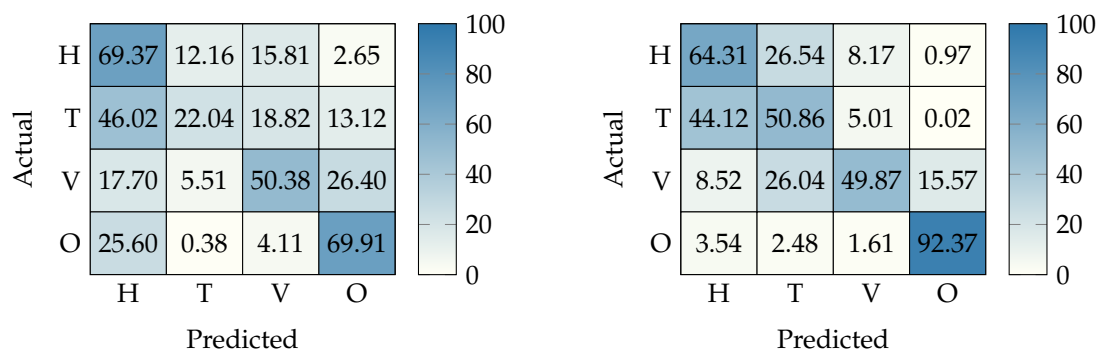 H 69.37 12.16 15.81 2.65
T 46.02 22.04 18.82 13.12
V 17.70 5.51 50.38 26.40
O 25.60 0.38 4.11 69.91
H T V O
Predicted
Actual
100
80
60
40
20
0
H 64.31 26.54 8.17 0.97
T 44.12 50.86 5.01 0.02
V 8.52 26.04 49.87 15.57
O 3.54 2.48 1.61 92.37
H T V O
Predicted
Actual
100
80
60
40
20
0